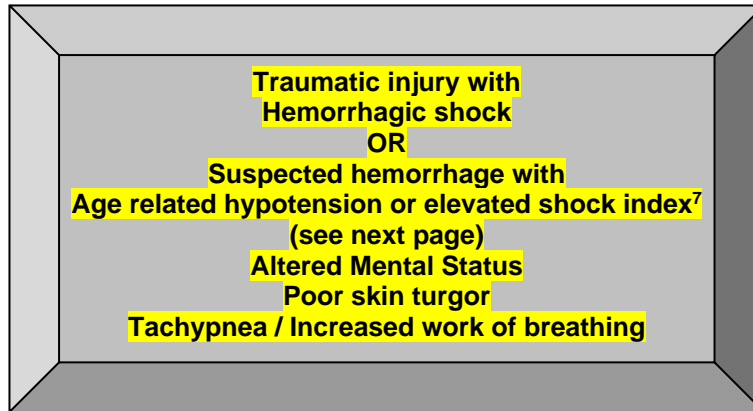 Traumatic injury with
Hemorrhagic shock
OR
Suspected hemorrhage with
Age related hypotension or elevated shock index⁷
(see next page)
Altered Mental Status
Poor skin turgor
Tachypnea / Increased work of breathing